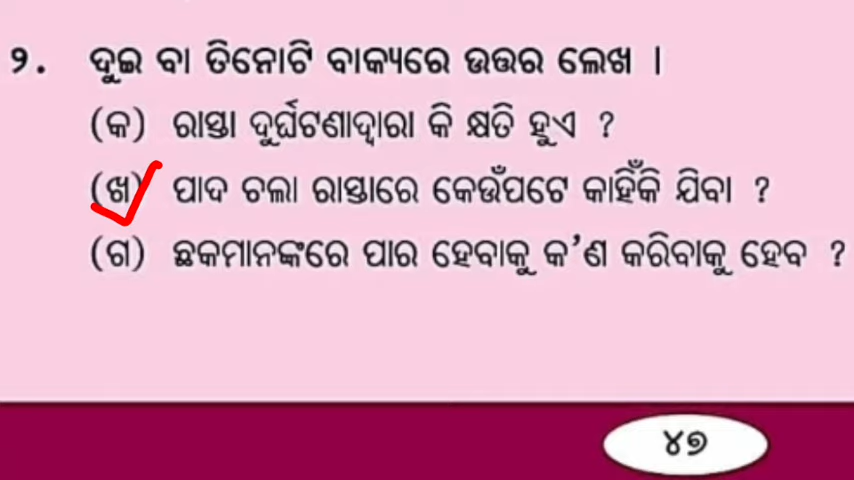 ୨. ଦୁଇ ବା ତିନୋଟି ବାକ୍ୟରେ ଉତ୍ତର ଲେଖ ।
(କ) ରାସ୍ତା ଦୁର୍ଘଟଣାଦ୍ୱାରା କି କ୍ଷତି ହୁଏ ?
(ଖ) ପାଦ ଚଲା ରାସ୍ତାରେ କେଉଁପଟେ କାହିଁକି ଯିବା ?
(ଗ) ଛକମାନଙ୍କରେ ପାର ହେବାକୁ କ'ଣ କରିବାକୁ ହେବ ?
୪୭